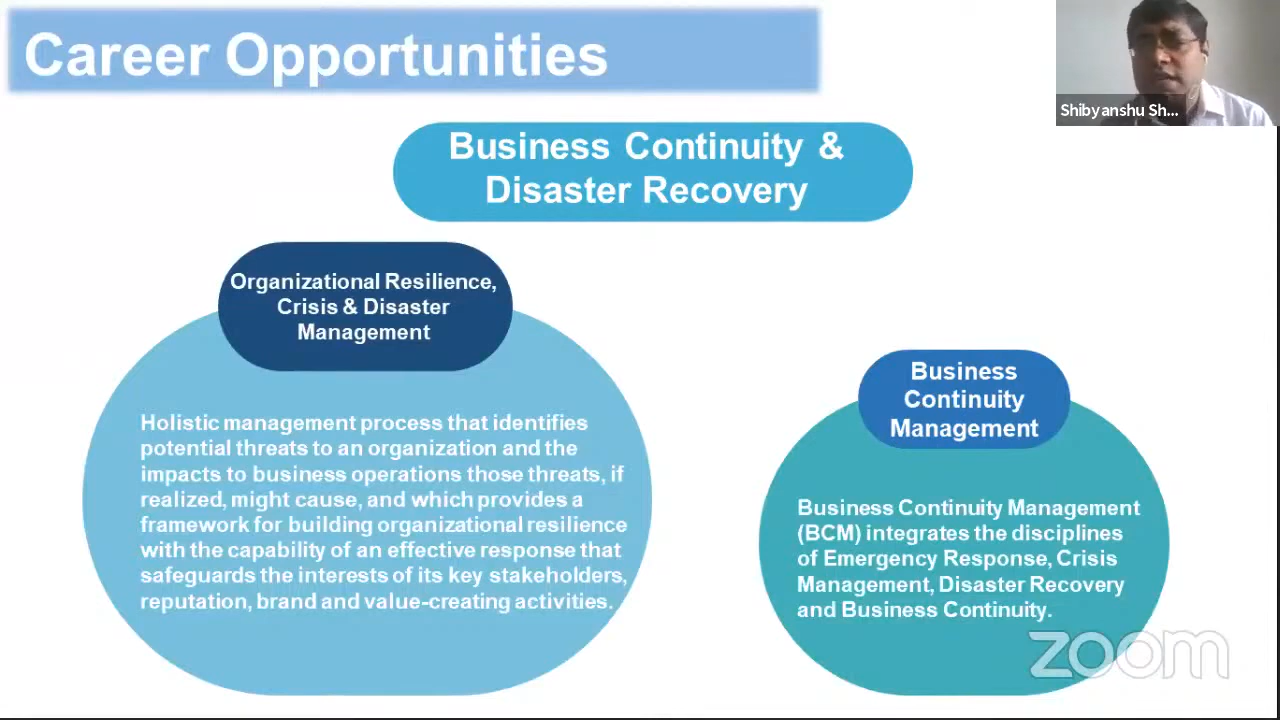 Career Opportunities
Shibyanshu Sh...
Business Continuity &
Disaster Recovery
Organizational Resilience,
Crisis & Disaster
Management
Holistic management process that identifies
potential threats to an organization and the
impacts to business operations those threats, if
realized, might cause, and which provides a
framework for building organizational resilience
with the capability of an effective response that
safeguards the interests of its key stakeholders,
reputation, brand and value-creating activities.
Business
Continuity
Management
Business Continuity Management
(BCM) integrates the disciplines
of Emergency Response, Crisis
Management, Disaster Recovery
and Business Continuity.
zoom